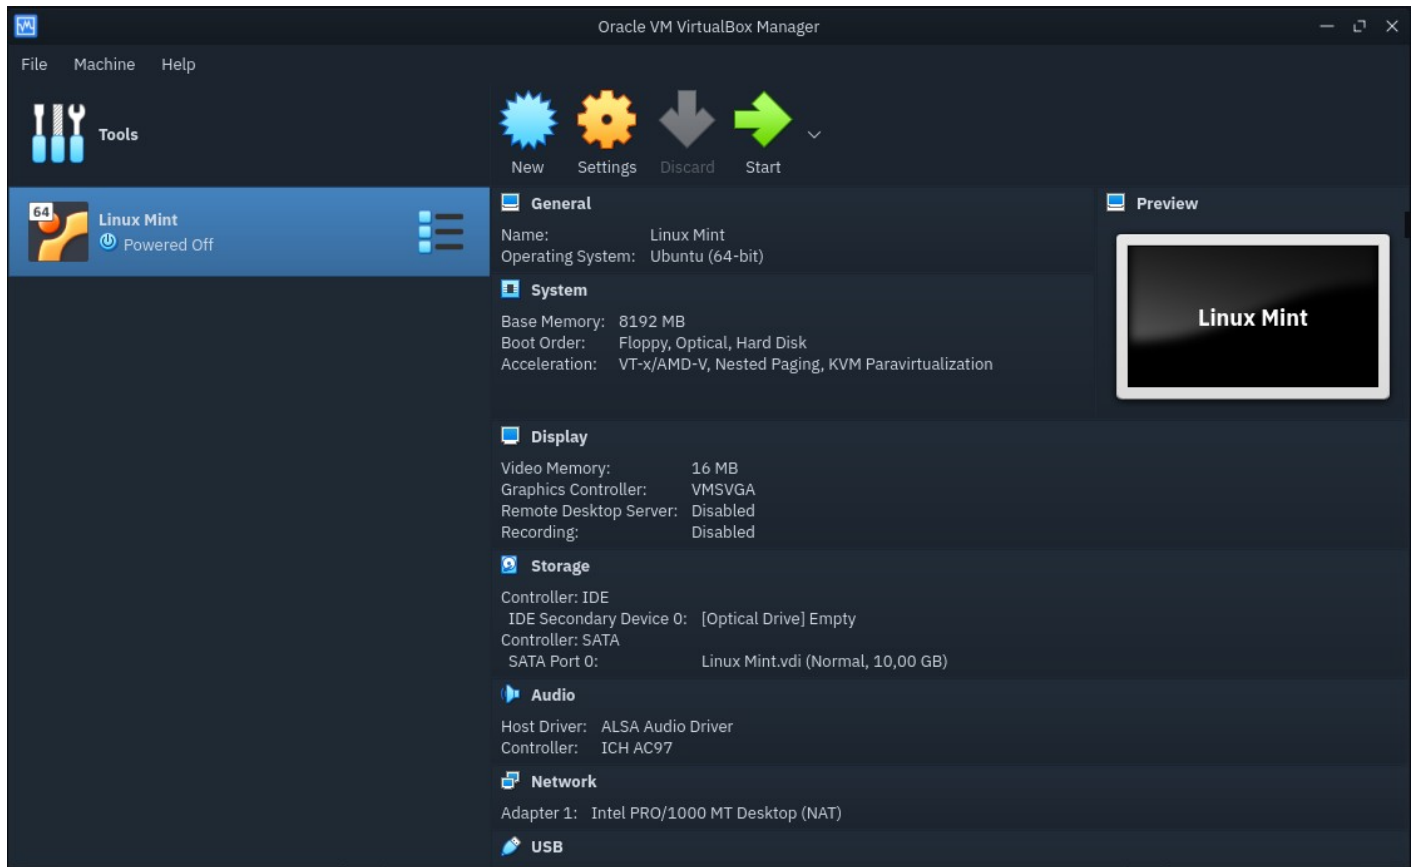 Oracle VM VirtualBox Manager
File Machine Help
Tools
New Settings Discard Start
64
Linux Mint
Powered Off
General
Name: Linux Mint
Operating System: Ubuntu (64-bit)
Preview
Linux Mint
System
Base Memory: 8192 MB
Boot Order: Floppy, Optical, Hard Disk
Acceleration: VT-x/AMD-V, Nested Paging, KVM Paravirtualization
Display
Video Memory: 16 MB
Graphics Controller: VMSVGA
Remote Desktop Server: Disabled
Recording: Disabled
Storage
Controller: IDE
IDE Secondary Device 0: [Optical Drive] Empty
Controller: SATA
SATA Port 0: Linux Mint.vdi (Normal, 10,00 GB)
Audio
Host Driver: ALSA Audio Driver
Controller: ICH AC97
Network
Adapter 1: Intel PRO/1000 MT Desktop (NAT)
USB